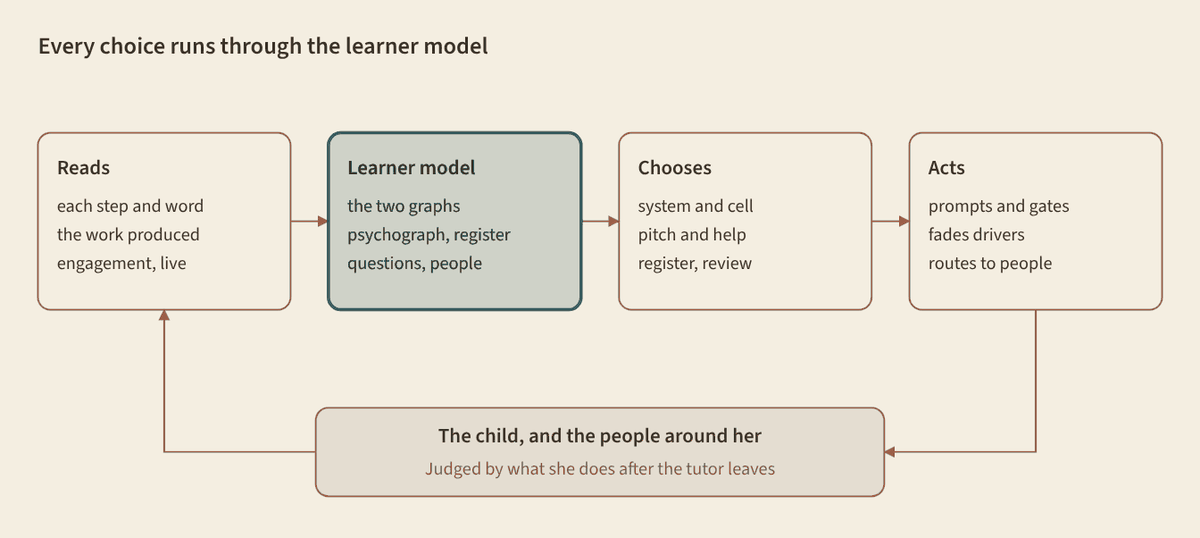 Every choice runs through the learner model
Reads
each step and word
the work produced
engagement, live
Learner model
the two graphs
psychograph, register
questions, people
Chooses
system and cell
pitch and help
register, review
Acts
prompts and gates
fades drivers
routes to people
The child, and the people around her
Judged by what she does after the tutor leaves